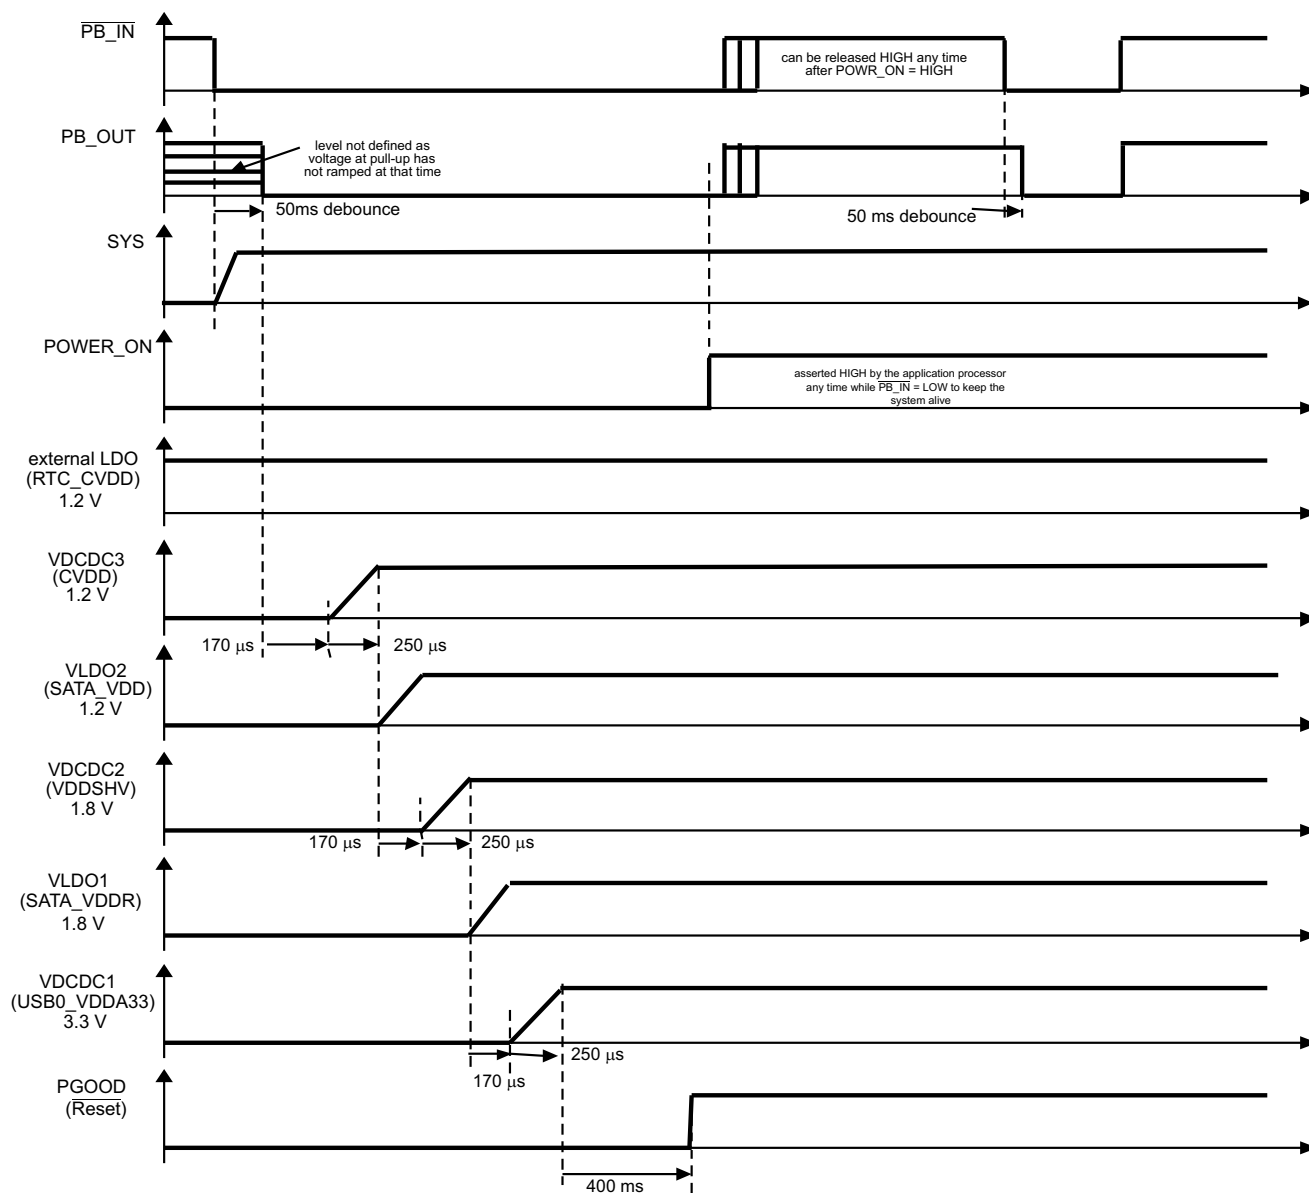 PB_IN
can be released HIGH any time
after POWR_ON = HIGH
PB_OUT
level not defined as
voltage at pull-up has
not ramped at that time
50ms debounce
50 ms debounce
SYS
POWER_ON
asserted HIGH by the application processor
any time while PB_IN = LOW to keep the
system alive
external LDO
(RTC_CVDD)
1.2 V
VDCDC3
(CVDD)
1.2 V
170 μs
250 μs
VLDO2
(SATA_VDD)
1.2 V
VDCDC2
(VDDSHV)
1.8 V
170 μs
250 μs
VLDO1
(SATA_VDDR)
1.8 V
VDCDC1
(USB0_VDDA33)
3.3 V
250 μs
170 μs
PGOOD
(Reset)
400 ms